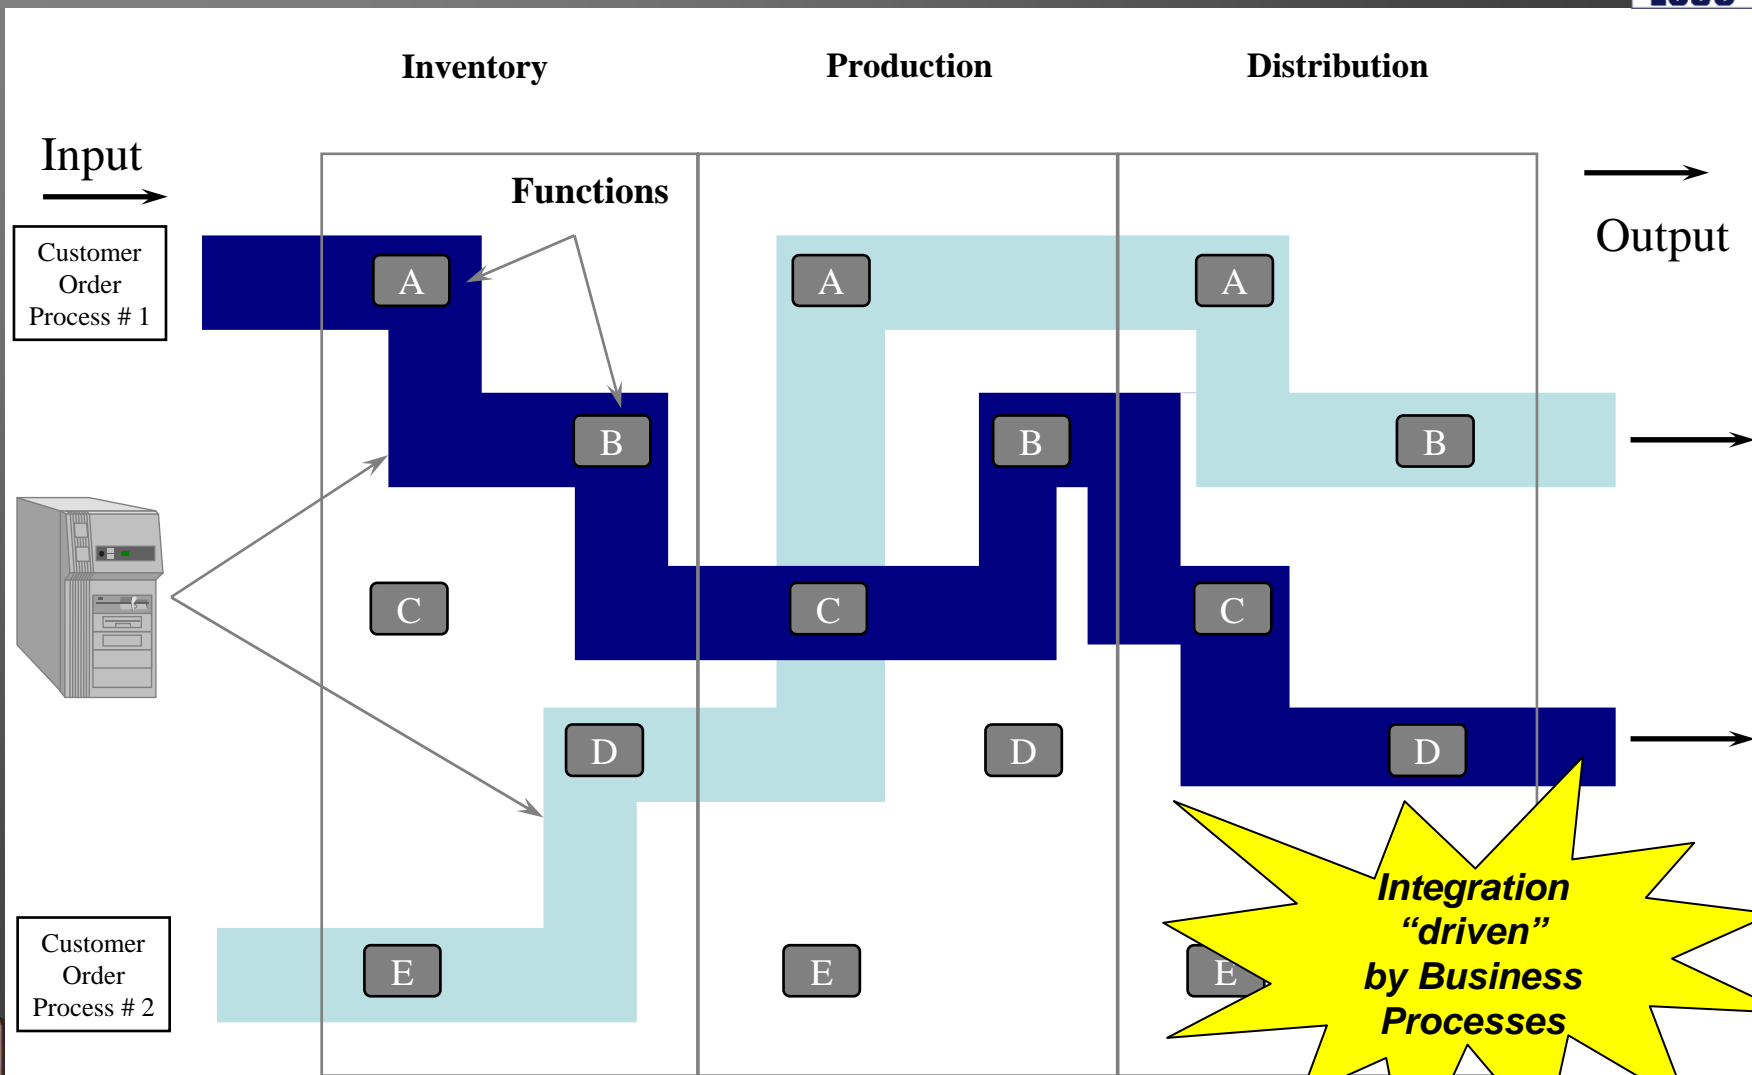 Inventory
Production
Distribution
Input
Functions
Output
Customer
Order
Process # 1
A
A
A
B
B
B
C
C
C
D
D
D
Customer
Order
Process # 2
E
E
E
Integration
“driven”
by Business
Processes